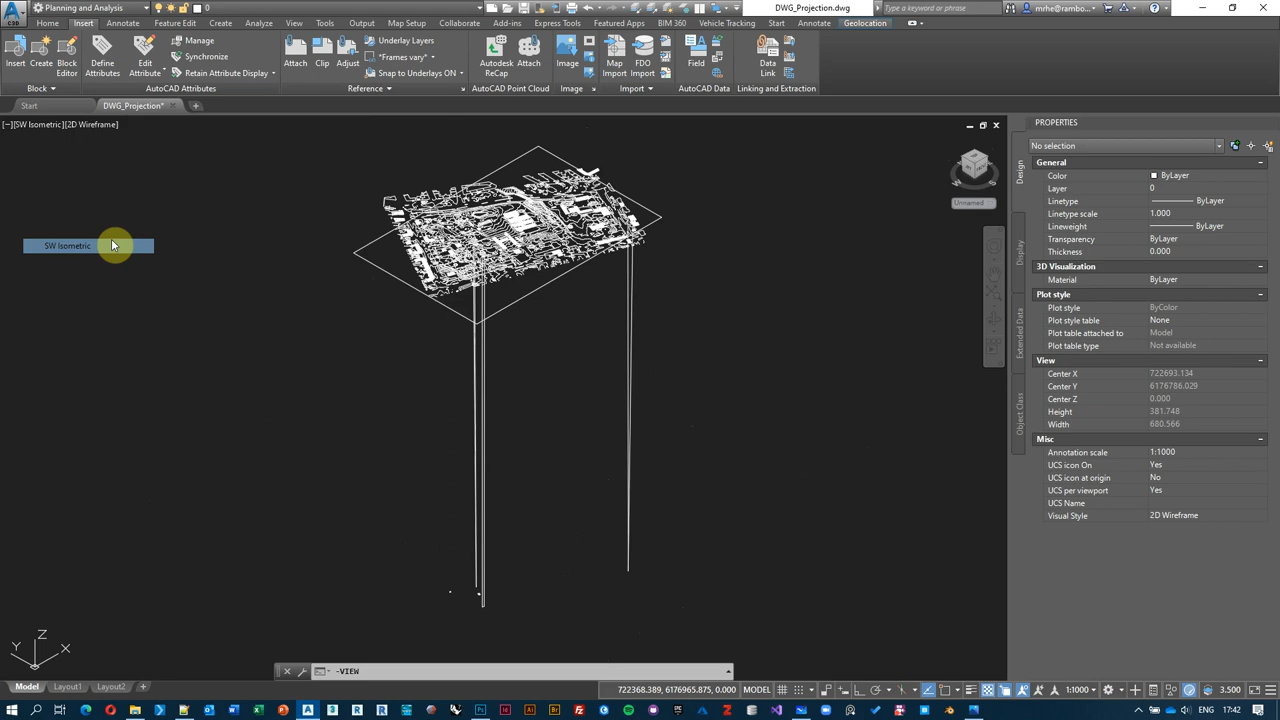 Planning and Analysis
0
DWG_Projection.dwg
Type a keyword or phrase
mrhe@rambo...
C3D
Home
Insert
Annotate
Feature Edit
Create
Analyze
View
Tools
Output
Map Setup
Collaborate
Add-ins
Express Tools
Featured Apps
BIM 360
Vehicle Tracking
Start
Annotate
Geolocation
Insert
Create
Block Editor
Define Attributes
Edit Attribute
Manage
Synchronize
Retain Attribute Display
Attach
Clip
Adjust
Underlay Layers
*Frames vary*
Snap to Underlays ON
Autodesk ReCap
Attach
Image
Map Import
FDO Import
Field
Data Link
Block
Attributes
Reference
AutoCAD Point Cloud
Image
Import
AutoCAD Data
Linking and Extraction
Start
DWG_Projection*
[−][SW Isometric][2D Wireframe]
SW Isometric
Unnamed
PROPERTIES
No selection
Design
Display
Extended Data
Object Class
General
Color ByLayer
Layer 0
Linetype ByLayer
Linetype scale 1.000
Lineweight ByLayer
Transparency ByLayer
Thickness 0.000
3D Visualization
Material ByLayer
Plot style
Plot style ByColor
Plot style table None
Plot table attached to Model
Plot table type Not available
View
Center X 722693.134
Center Y 6176786.029
Center Z 0.000
Height 381.748
Width 680.566
Misc
Annotation scale 1:1000
UCS icon On Yes
UCS icon at origin No
UCS per viewport Yes
UCS Name
Visual Style 2D Wireframe
Z
Y
X
-VIEW
Model
Layout1
Layout2
722368.389, 6176965.875, 0.000
MODEL
1:1000
3.500
ENG
17:42